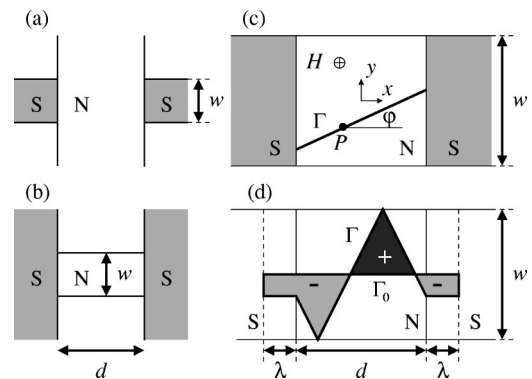 (a)
S N S w
(b)
S N w S
d
(c)
H ⊕ y
x
Γ φ
S P N S
w
(d)
Γ
+
- -
Γ0
S N S
w
λ d λ